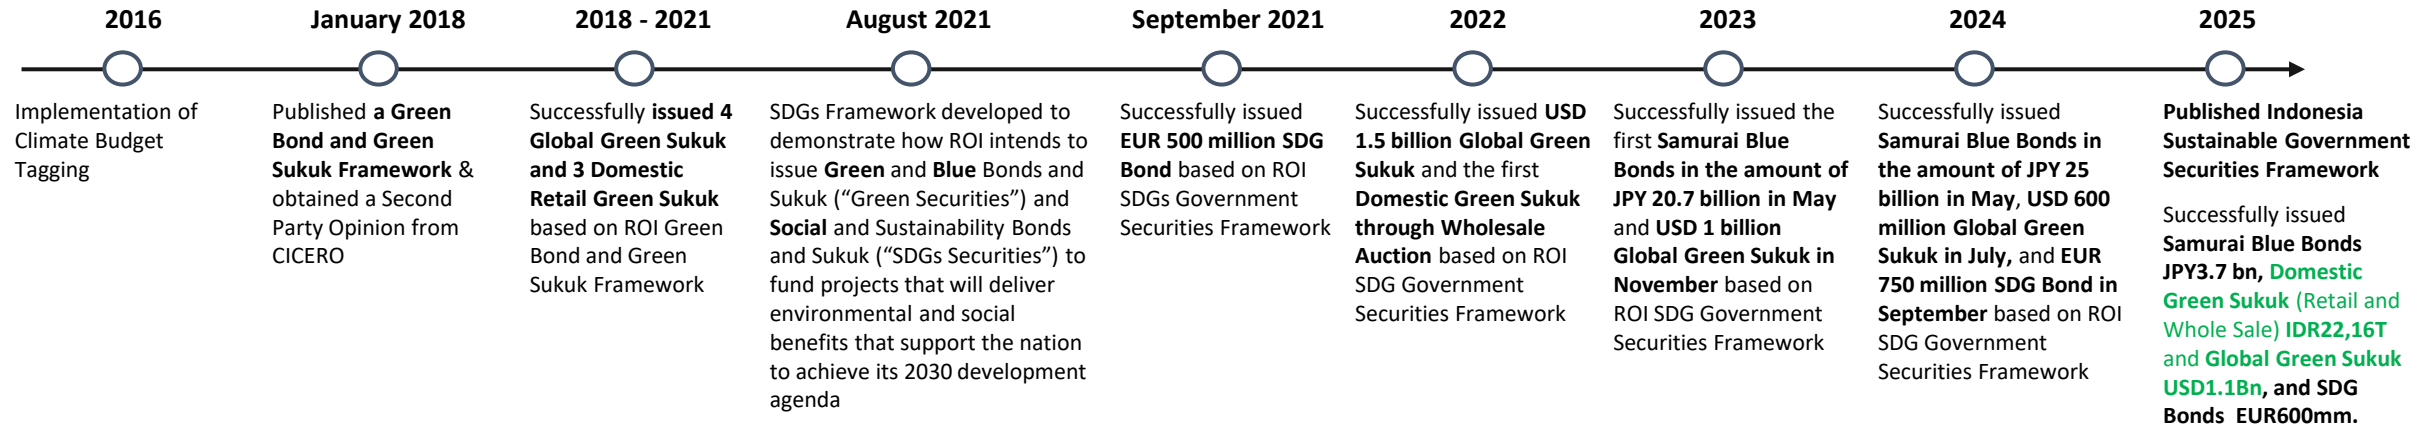 2016
Implementation of
Climate Budget
Tagging
January 2018
Published a Green
Bond and Green
Sukuk Framework &
obtained a Second
Party Opinion from
CICERO
2018 - 2021
Successfully issued 4
Global Green Sukuk
and 3 Domestic
Retail Green Sukuk
based on ROI Green
Bond and Green
Sukuk Framework
August 2021
SDGs Framework developed to
demonstrate how ROI intends to
issue Green and Blue Bonds and
Sukuk (“Green Securities”) and
Social and Sustainability Bonds
and Sukuk (“SDGs Securities”) to
fund projects that will deliver
environmental and social
benefits that support the nation
to achieve its 2030 development
agenda
September 2021
Successfully issued
EUR 500 million SDG
Bond based on ROI
SDGs Government
Securities Framework
2022
Successfully issued USD
1.5 billion Global Green
Sukuk and the first
Domestic Green Sukuk
through Wholesale
Auction based on ROI
SDG Government
Securities Framework
2023
Successfully issued the
first Samurai Blue
Bonds in the amount of
JPY 20.7 billion in May
and USD 1 billion
Global Green Sukuk in
November based on
ROI SDG Government
Securities Framework
2024
Successfully issued
Samurai Blue Bonds in
the amount of JPY 25
billion in May, USD 600
million Global Green
Sukuk in July, and EUR
750 million SDG Bond in
September based on ROI
SDG Government
Securities Framework
2025
Published Indonesia
Sustainable Government
Securities Framework
Successfully issued
Samurai Blue Bonds
JPY3.7 bn, Domestic
Green Sukuk (Retail and
Whole Sale) IDR22,16T
and Global Green Sukuk
USD1.1Bn, and SDG
Bonds EUR600mm.